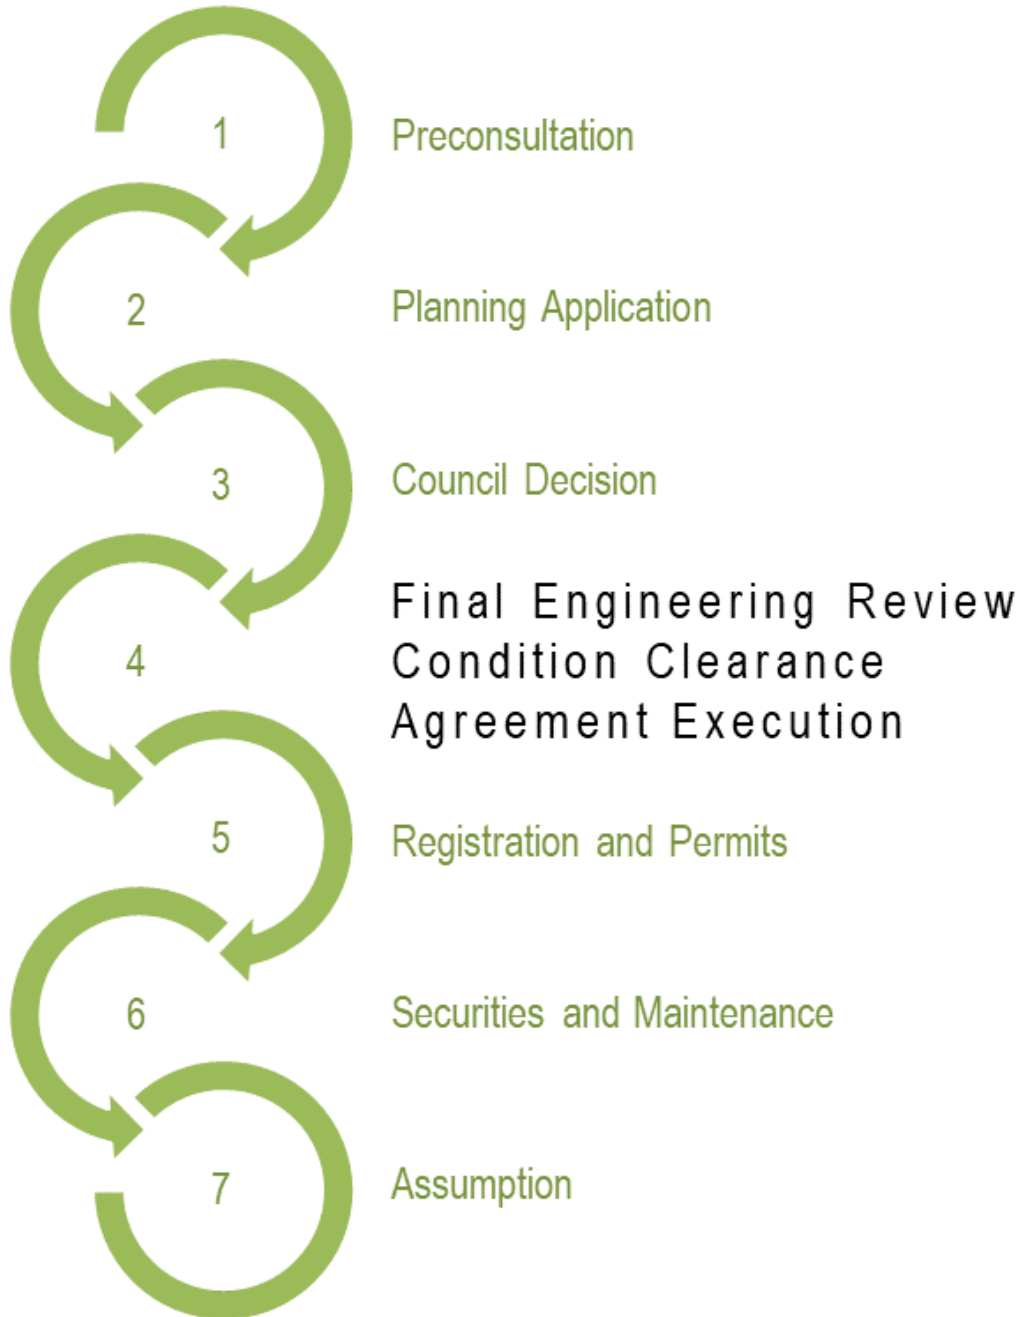 1
Preconsultation
2
Planning Application
3
Council Decision
4
Final Engineering Review
Condition Clearance
Agreement Execution
5
Registration and Permits
6
Securities and Maintenance
7
Assumption